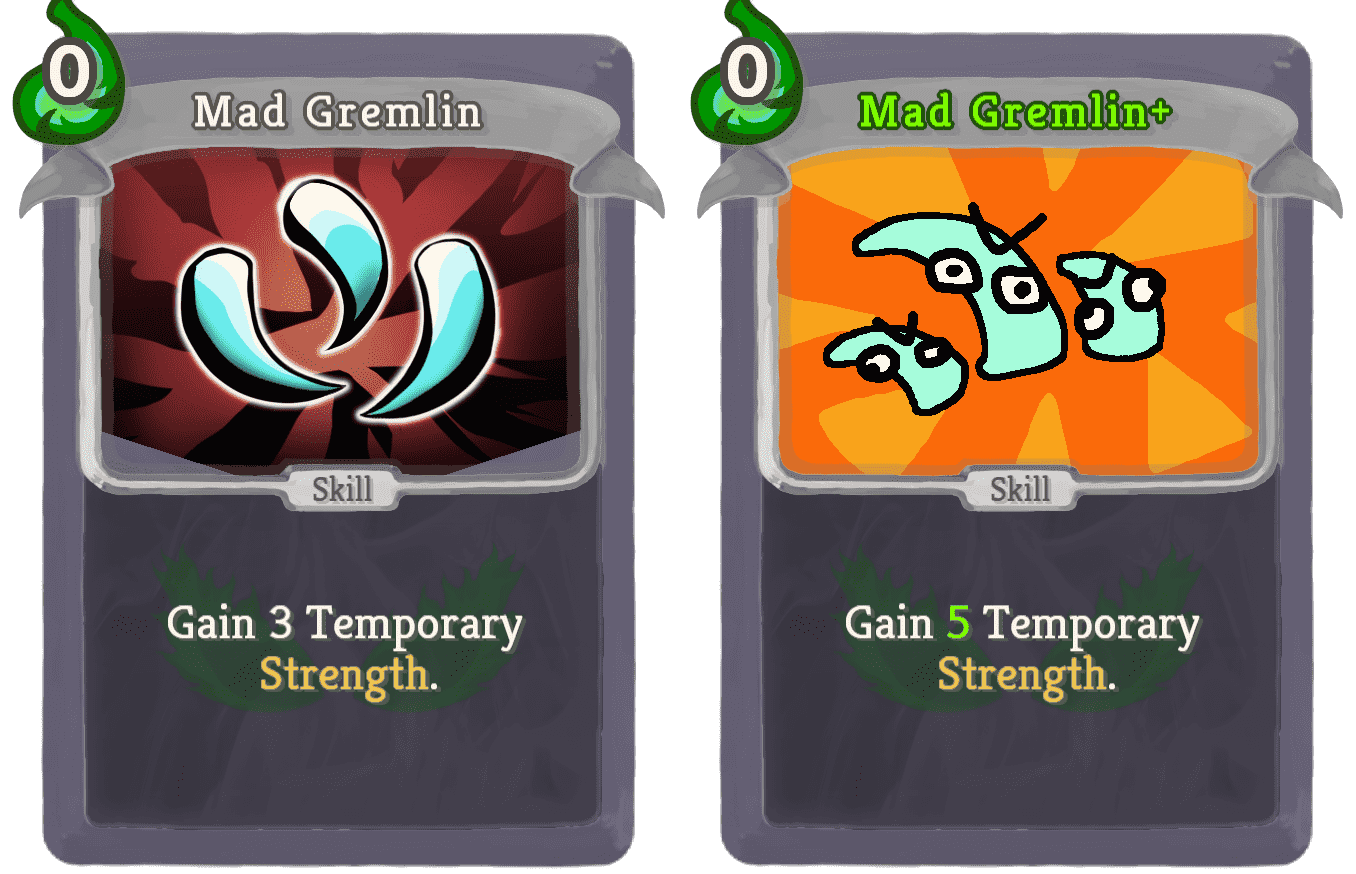 0
Mad Gremlin
Skill
Gain 3 Temporary
Strength.
0
Mad Gremlin+
Skill
Gain 5 Temporary
Strength.